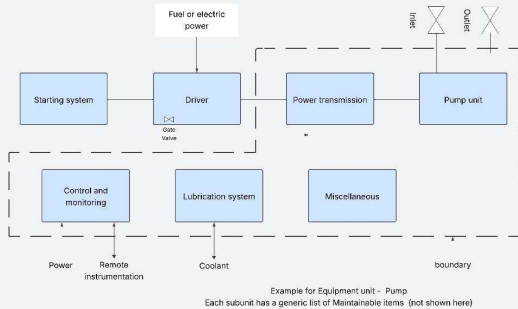 Fuel or electric
power
Inlet
Outlet
Starting system
Driver
Power transmission
Pump unit
Gate
Valve
Control and
monitoring
Lubrication system
Miscellaneous
Power
Remote
instrumentation
Coolant
boundary
Example for Equipment unit - Pump
Each subunit has a generic list of Maintainable items (not shown here)